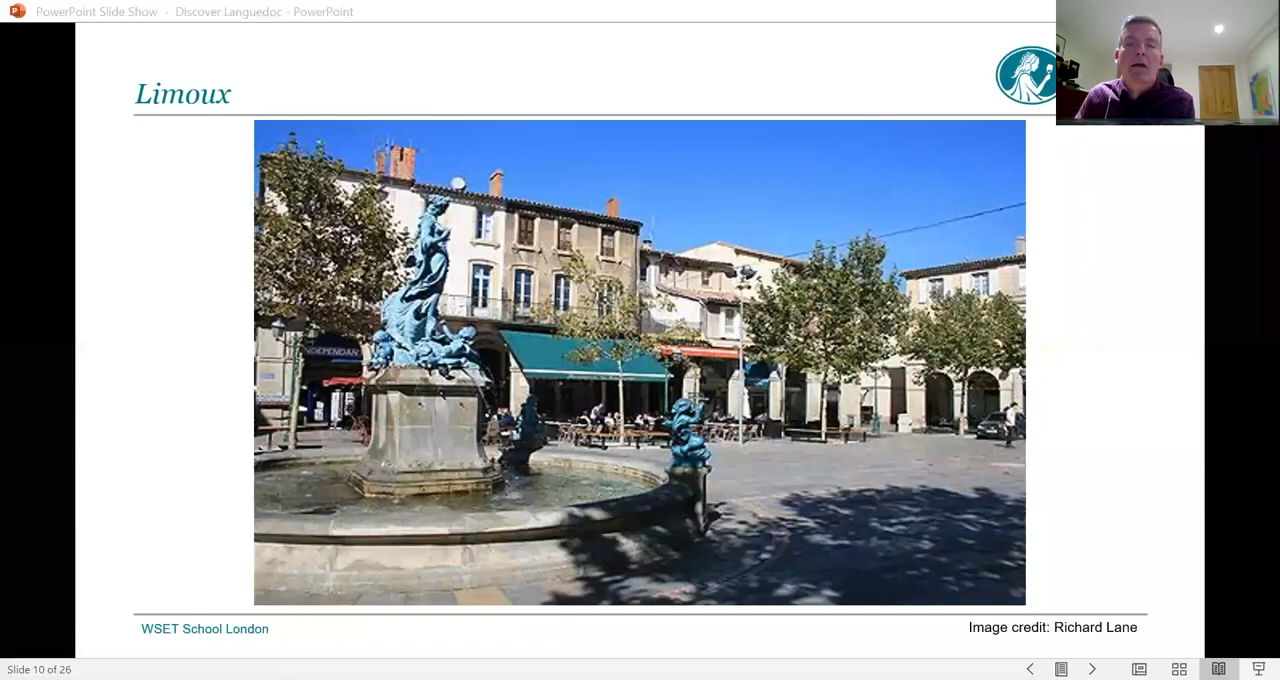 PowerPoint Slide Show - Discover Languedoc - PowerPoint
Limoux
WSET School London
Image credit: Richard Lane
Slide 10 of 26